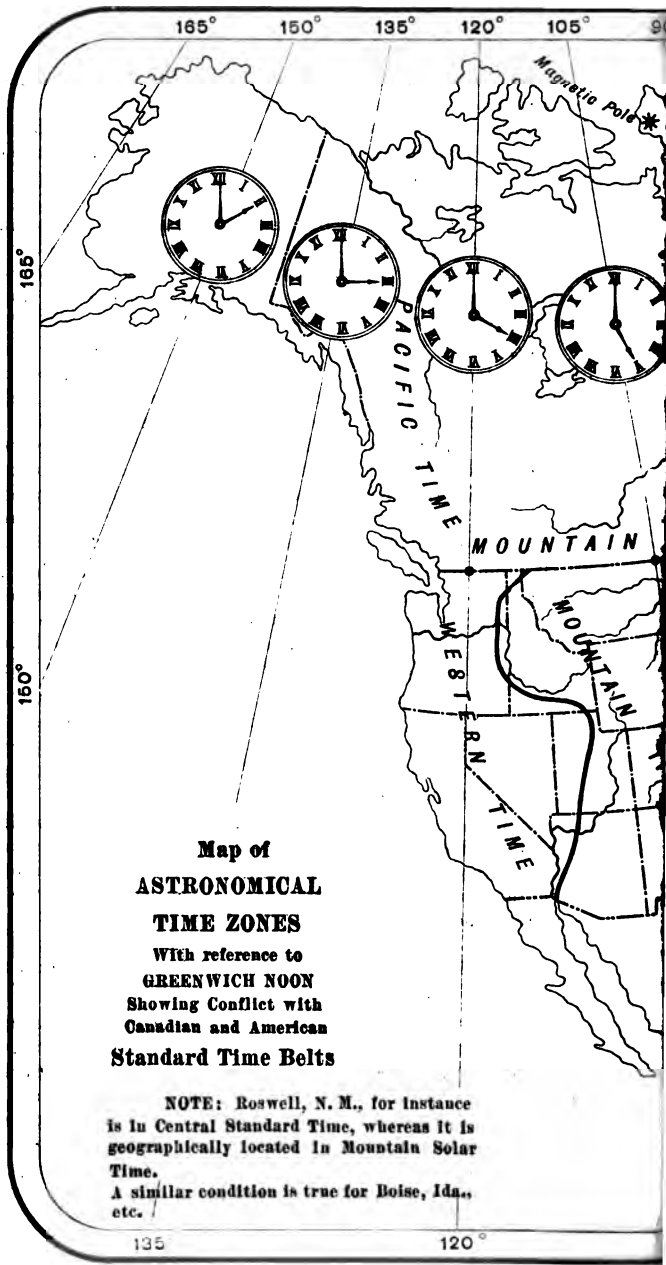 165° 150° 135° 120° 105° 90
Magnetic Pole
165°
PACIFIC TIME
MOUNTAIN
MOUNTAIN T
WESTERN TIME
150°
Map of
ASTRONOMICAL
TIME ZONES
With reference to
GREENWICH NOON
Showing Conflict with
Canadian and American
Standard Time Belts
NOTE: Roswell, N. M., for instance
is in Central Standard Time, whereas it is
geographically located in Mountain Solar
Time.
A similar condition is true for Boise, Ida.,
etc.
135 120°